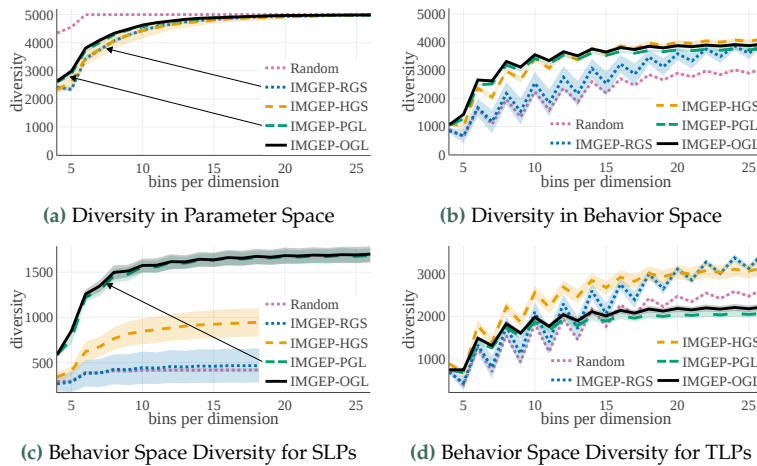 5000
4000
3000
2000
1000
0
diversity
Random
IMGEP-RGS
IMGEP-HGS
IMGEP-PGL
IMGEP-OGL
5 10 15 20 25
bins per dimension
(a) Diversity in Parameter Space
5000
4000
3000
2000
1000
0
diversity
Random
IMGEP-RGS
IMGEP-HGS
IMGEP-PGL
IMGEP-OGL
5 10 15 20 25
bins per dimension
(b) Diversity in Behavior Space
1500
1000
500
diversity
Random
IMGEP-RGS
IMGEP-HGS
IMGEP-PGL
IMGEP-OGL
5 10 15 20 25
bins per dimension
(c) Behavior Space Diversity for SLPs
3000
2000
1000
diversity
Random
IMGEP-RGS
IMGEP-HGS
IMGEP-PGL
IMGEP-OGL
5 10 15 20 25
bins per dimension
(d) Behavior Space Diversity for TLPs